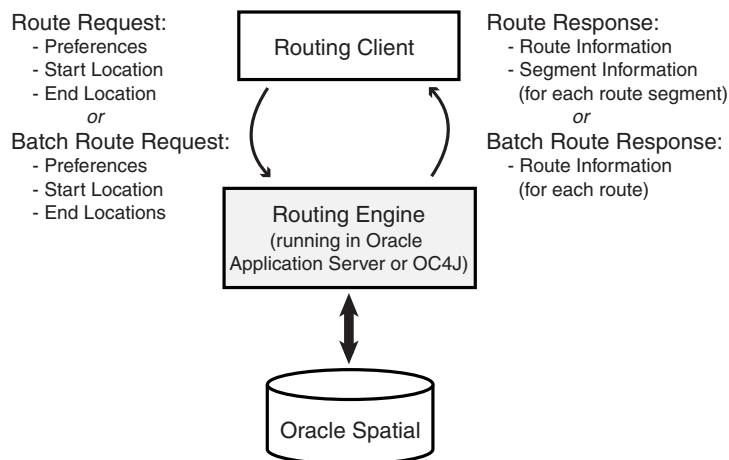 Route Request:
- Preferences
- Start Location
- End Location
or
Batch Route Request:
- Preferences
- Start Location
- End Locations
Routing Client
Route Response:
- Route Information
- Segment Information
(for each route segment)
or
Batch Route Response:
- Route Information
(for each route)
Routing Engine
(running in Oracle
Application Server or OC4J)
Oracle Spatial